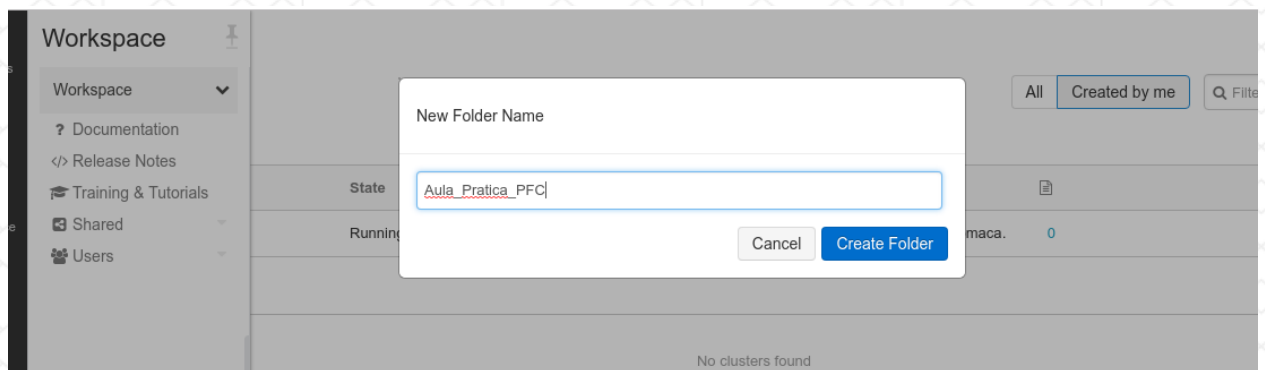 Workspace
Workspace
? Documentation
</> Release Notes
Training & Tutorials
Shared
Users
All
Created by me
Filte
New Folder Name
Aula_Pratica_PFC
Cancel
Create Folder
State
Running
maca.
0
No clusters found